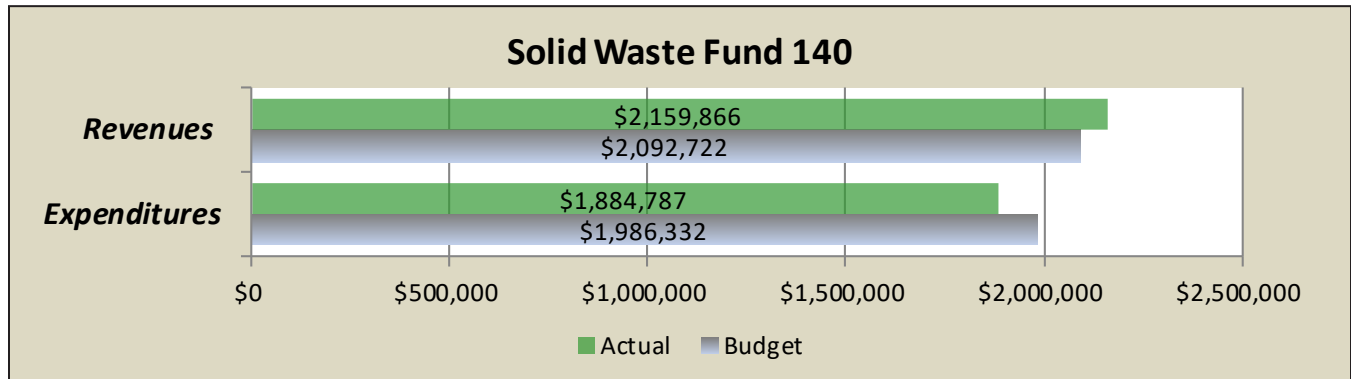 Solid Waste Fund 140
Revenues
$2,159,866
$2,092,722
Expenditures
$1,884,787
$1,986,332
$0 $500,000 $1,000,000 $1,500,000 $2,000,000 $2,500,000
Actual Budget